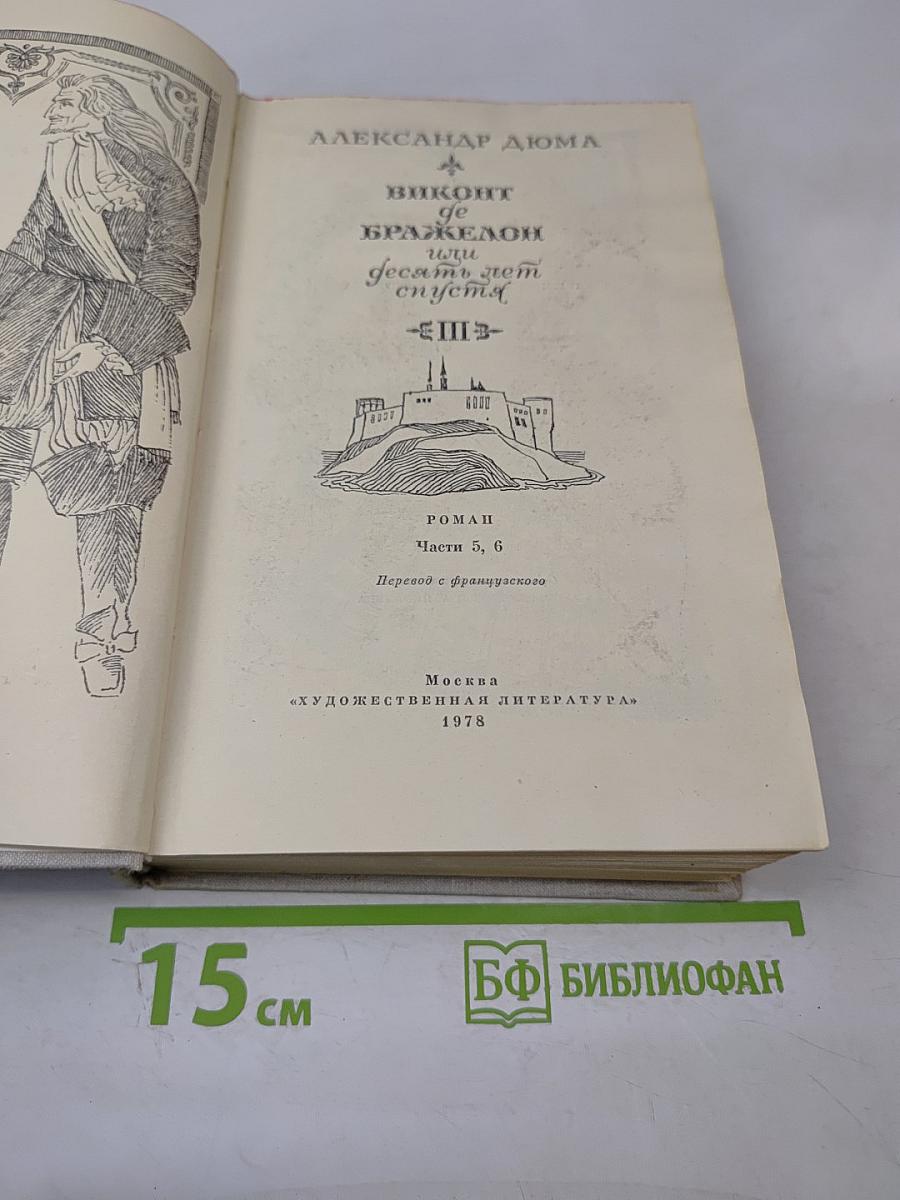 АЛЕКСАНДР ДЮМА
ВИКОНТ
де
БРАЖЕЛОН
или
десять лет
спустя
III
РОМАН
Части 5, 6
Перевод с французского
Москва
«ХУДОЖЕСТВЕННАЯ ЛИТЕРАТУРА»
1978
15 см
БФ БИБЛИОФАН